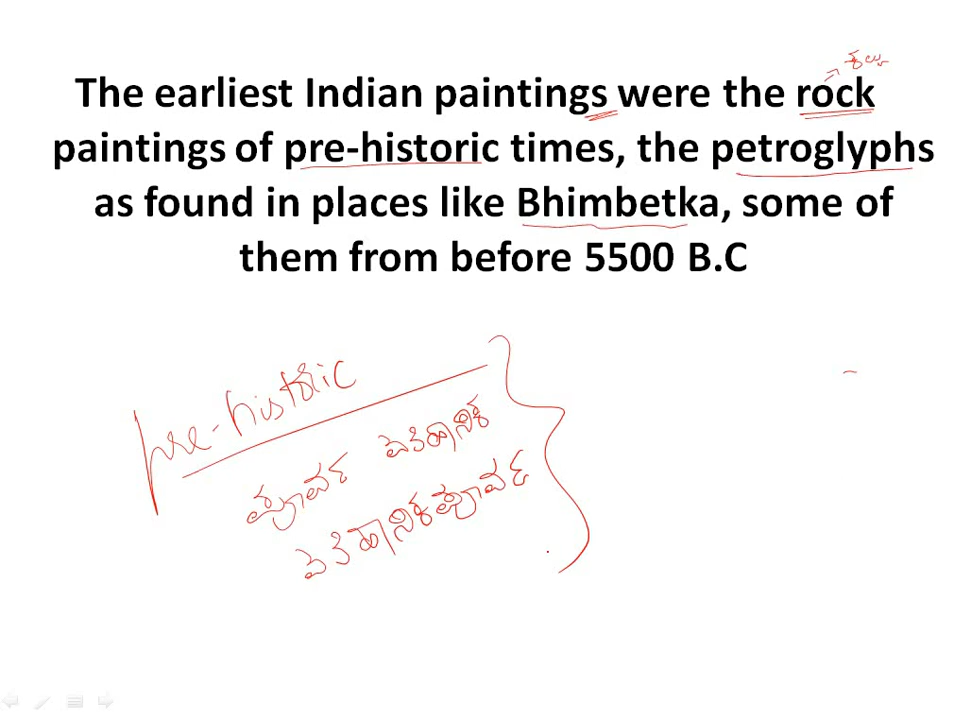 ಕಲ್ಲು
The earliest Indian paintings were the rock
paintings of pre-historic times, the petroglyphs
as found in places like Bhimbetka, some of
them from before 5500 B.C
pre-historic
ಪೂರ್ವ
ಪೂರ್ವ